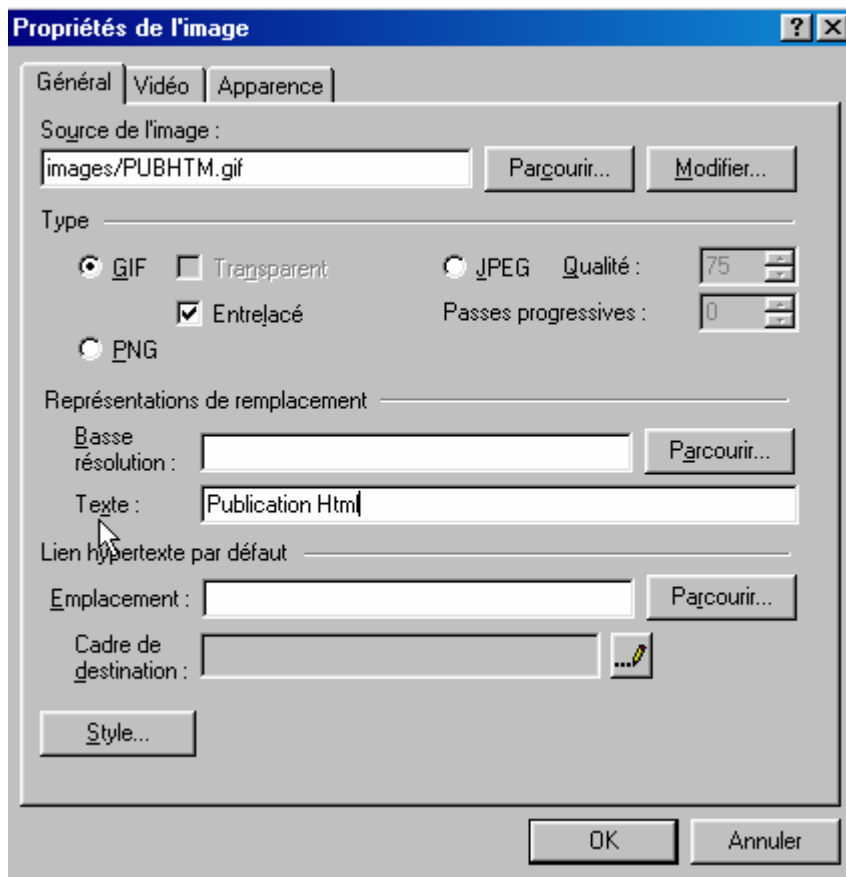 Propriétés de l'image
Général Vidéo Apparence
Source de l'image :
images/PUBHTM.gif Parcourir... Modifier...
Type
GIF Transparent JPEG Qualité : 75
Entrelacé Passes progressives : 0
PNG
Représentations de remplacement
Basse
résolution : Parcourir...
Texte : Publication Html
Lien hypertexte par défaut
Emplacement : Parcourir...
Cadre de
destination : ...
Style...
OK Annuler